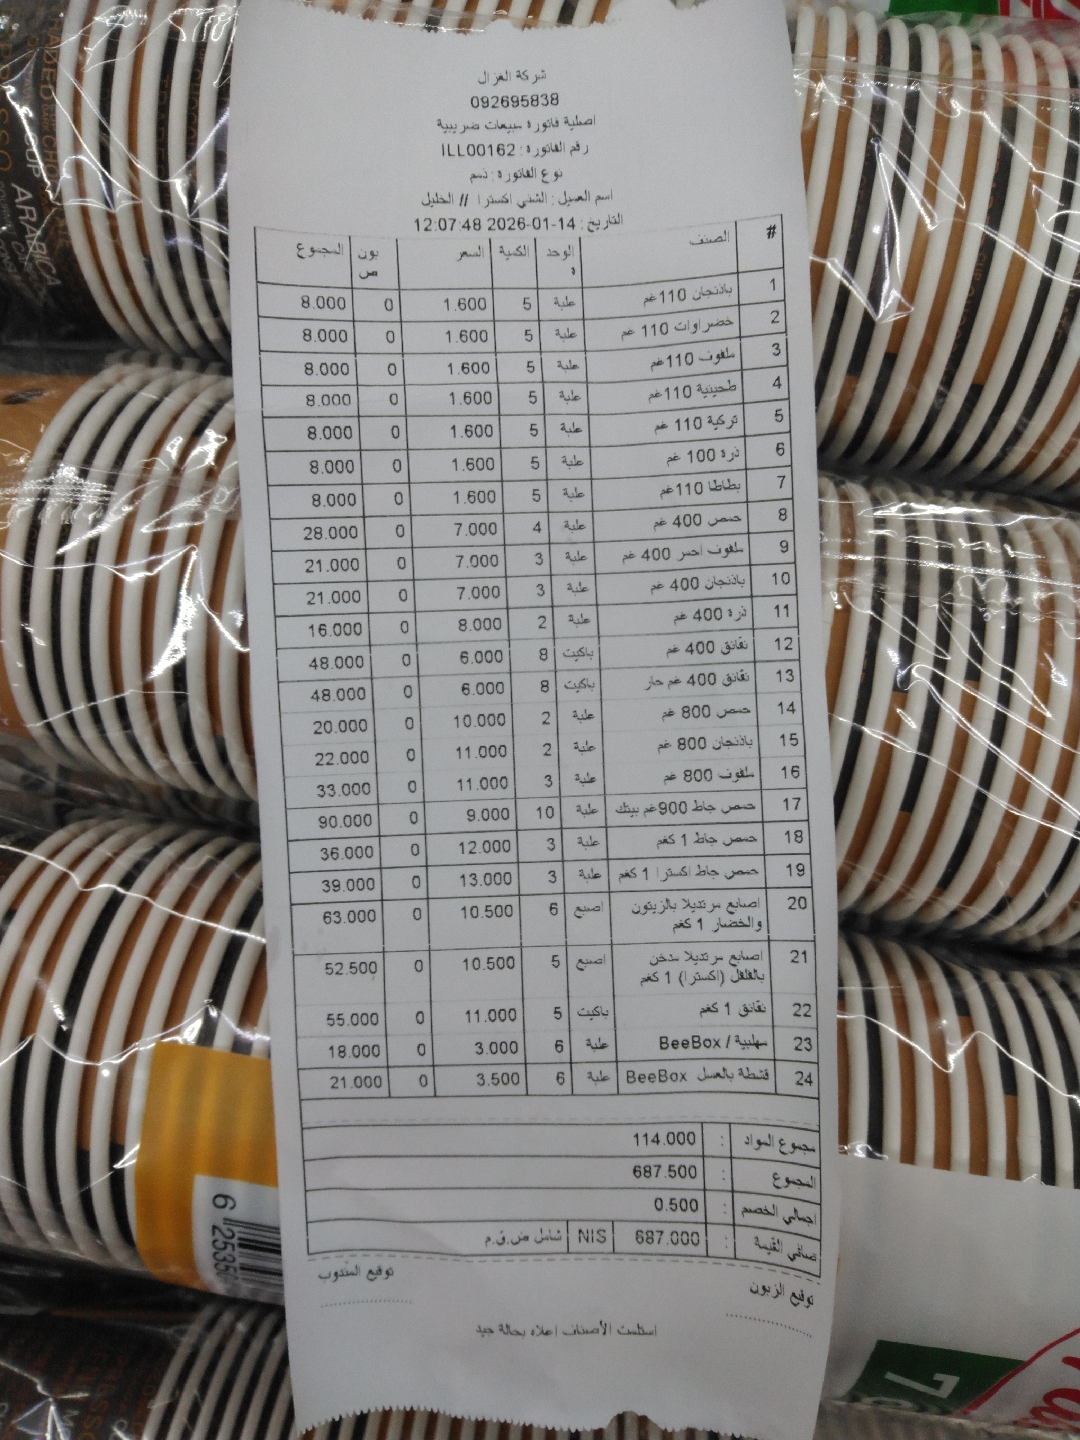 شركة الغزال
092695838
اصلية فاتورة مبيعات ضريبية
رقم الفاتورة : ILL00162
نوع الفاتورة : ذمم
اسم العميل : الشني اكسترا // الخليل
التاريخ : 14-01-2026 12:07:48
# الصنف الوحدة الكمية السعر بونص المجموع
1 باذنجان 110غم علبة 5 1.600 0 8.000
2 خضراوات 110 غم علبة 5 1.600 0 8.000
3 ملفوف 110غم علبة 5 1.600 0 8.000
4 طحينية 110غم علبة 5 1.600 0 8.000
5 تركية 110 غم علبة 5 1.600 0 8.000
6 ذرة 100 غم علبة 5 1.600 0 8.000
7 بطاطا 110غم علبة 5 1.600 0 8.000
8 حمص 400 غم علبة 4 7.000 0 28.000
9 ملفوف احمر 400 غم علبة 3 7.000 0 21.000
10 باذنجان 400 غم علبة 3 7.000 0 21.000
11 ذرة 400 غم علبة 2 8.000 0 16.000
12 نقانق 400 غم باكيت 8 6.000 0 48.000
13 نقانق 400 غم حار باكيت 8 6.000 0 48.000
14 حمص 800 غم علبة 2 10.000 0 20.000
15 باذنجان 800 غم علبة 2 11.000 0 22.000
16 ملفوف 800 غم علبة 3 11.000 0 33.000
17 حمص جاط 900غم بيتك علبة 10 9.000 0 90.000
18 حمص جاط 1 كغم علبة 3 12.000 0 36.000
19 حمص جاط اكسترا 1 كغم علبة 3 13.000 0 39.000
20 اصابع مرتديلا بالزيتون اصبع 6 10.500 0 63.000
والخضار 1 كغم
21 اصابع مرتديلا مدخن اصبع 5 10.500 0 52.500
بالفلفل (اكسترا) 1 كغم
22 نقانق 1 كغم باكيت 5 11.000 0 55.000
23 مهلبية / BeeBox علبة 6 3.000 0 18.000
24 قشطة بالعسل BeeBox علبة 6 3.500 0 21.000
مجموع المواد : 114.000
المجموع : 687.500
اجمالي الخصم : 0.500
صافي القيمة : 687.000 NIS شامل ض.ق.م
توقيع الزبون توقيع المندوب
استلمت الأصناف اعلاه بحالة جيد
ARABICA